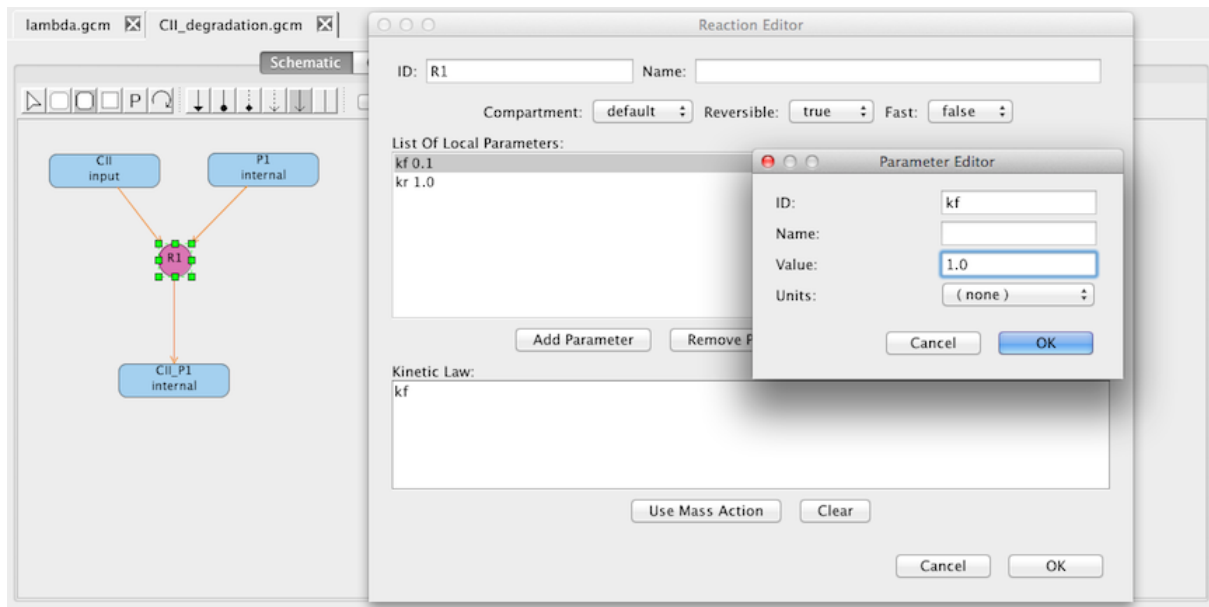 lambda.gcm
CII_degradation.gcm
Schematic
P
CII
input
P1
internal
R1
CII_P1
internal
Reaction Editor
ID: R1 Name:
Compartment: default Reversible: true Fast: false
List Of Local Parameters:
kf 0.1
kr 1.0
Add Parameter Remove P
Kinetic Law:
kf
Use Mass Action Clear
Cancel OK
Parameter Editor
ID: kf
Name:
Value: 1.0
Units: ( none )
Cancel OK